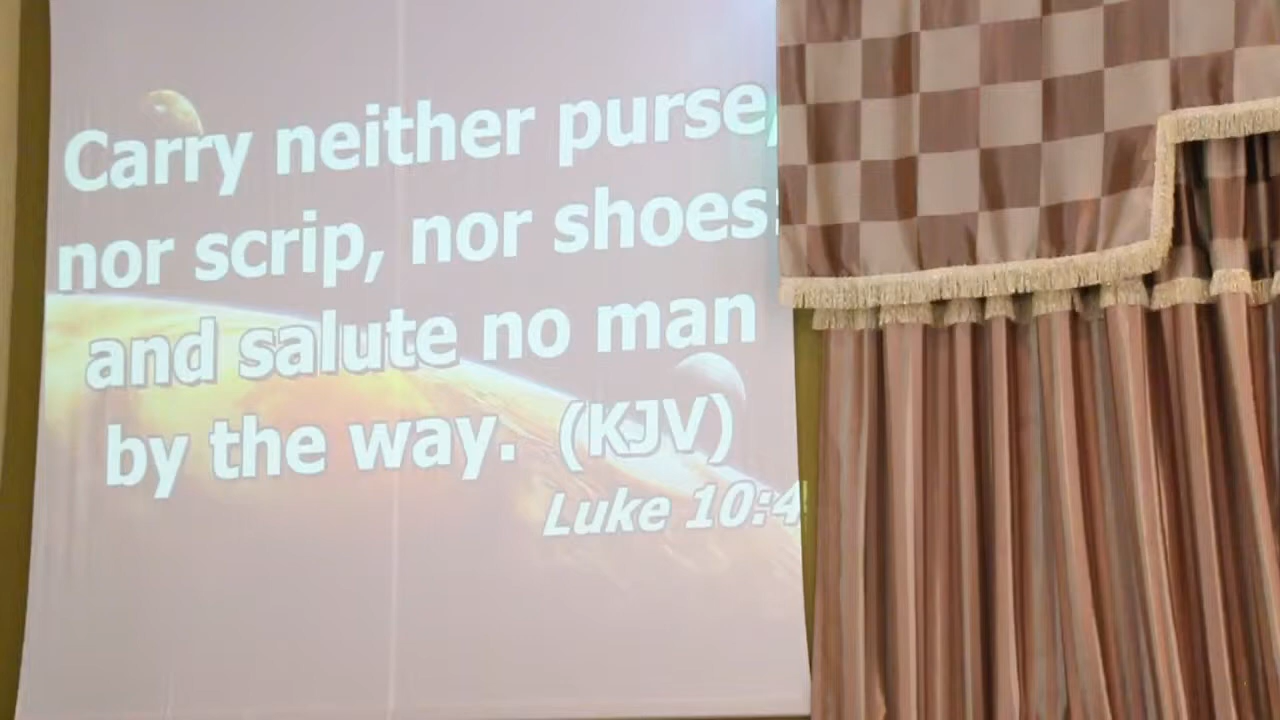 Carry neither purse,
nor scrip, nor shoes:
and salute no man
by the way. (KJV)
Luke 10:4